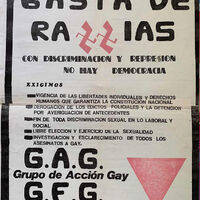 BASTA DE
RAZZIAS
CON DISCRIMINACION Y REPRESION
NO HAY DEMOCRACIA
EXIGIMOS
VIGENCIA DE LAS LIBERTADES INDIVIDUALES Y DERECHOS
HUMANOS QUE GARANTIZA LA CONSTITUCION NACIONAL
DEROGACION DE LOS EDICTOS POLICIALES Y LA DETENCION
POR AVERIGUACION DE ANTECEDENTES
FIN DE TODA DISCRIMINACION SEXUAL EN LO LABORAL Y
SOCIAL
LIBRE ELECCION Y EJERCICIO DE LA SEXUALIDAD
INVESTIGACION Y ESCLARECIMIENTO DE TODOS LOS
ASESINATOS A GAY.
G.A.G.
Grupo de Acción Gay
G.F.G.